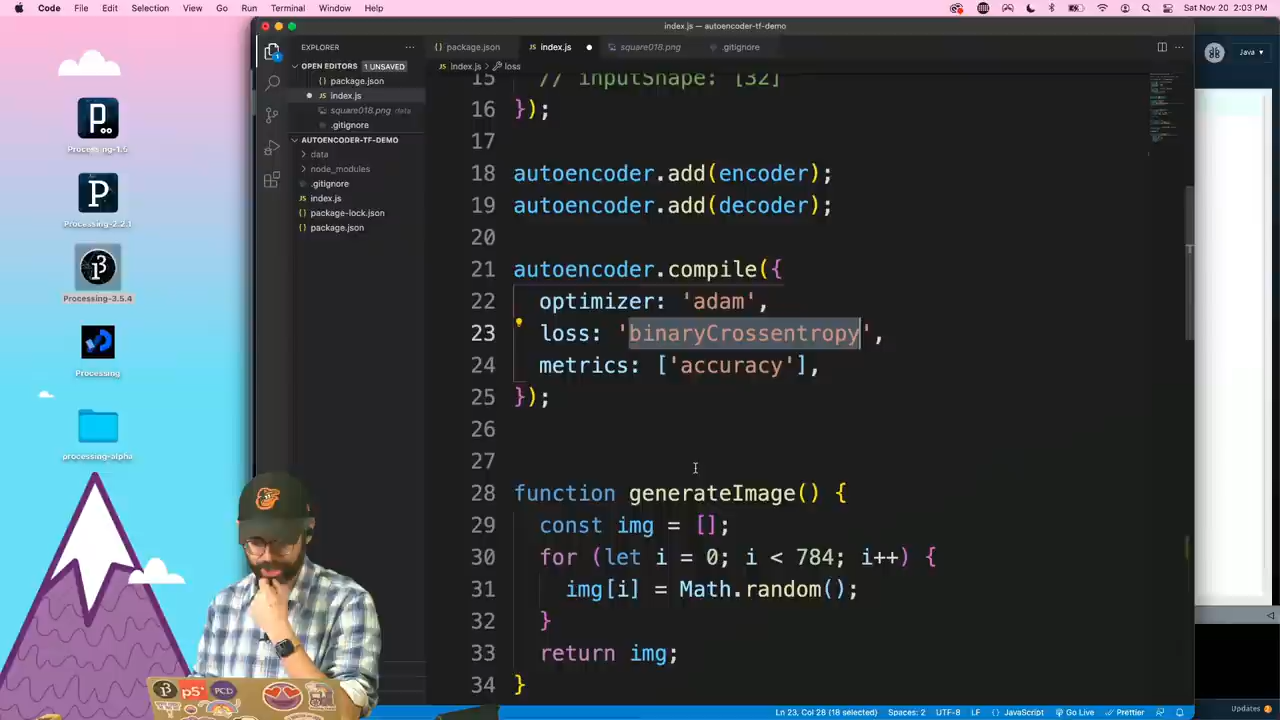 Code File Edit Selection View Go Run Terminal Window Help Sat Nov 20 2:03 PM
index.js — autoencoder-tf-demo
EXPLORER
package.json
index.js
square018.png
.gitignore
OPEN EDITORS 1 UNSAVED
package.json
index.js
square018.png data
.gitignore
AUTOENCODER-TF-DEMO
data
node_modules
.gitignore
index.js
package-lock.json
package.json
index.js > loss
15 // inputShape: [32]
16 });
17
18 autoencoder.add(encoder);
19 autoencoder.add(decoder);
20
21 autoencoder.compile({
22 optimizer: 'adam',
23 loss: 'binaryCrossentropy',
24 metrics: ['accuracy'],
25 });
26
27
28 function generateImage() {
29 const img = [];
30 for (let i = 0; i < 784; i++) {
31 img[i] = Math.random();
32 }
33 return img;
34 }
Ln 23, Col 28 (18 selected) Spaces: 2 UTF-8 LF {} JavaScript Go Live Prettier
Java
Updates 2
Processing-2.2.1
Processing-3.5.4
Processing
processing-alpha
p5*
PCD